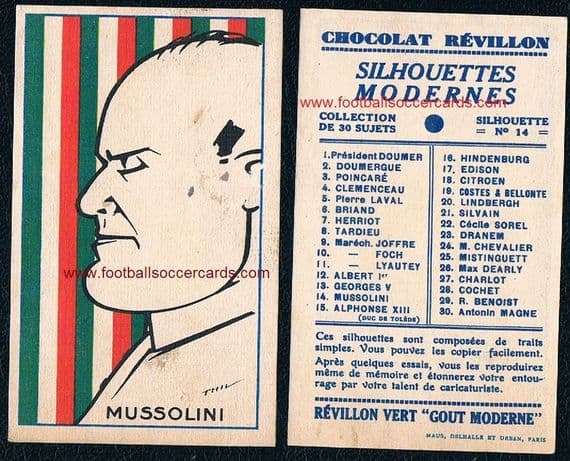 www.footballsoccercards.com
THIL
MUSSOLINI
CHOCOLAT RÉVILLON
SILHOUETTES
MODERNES
www.footballsoccercards.com
COLLECTION
DE 30 SUJETS
SILHOUETTE
= Nº 14 =
1. Président DOUMER
2. DOUMERGUE
3. POINCARÉ
4. CLEMENCEAU
5. Pierre LAVAL
6. BRIAND
7. HERRIOT
8. TARDIEU
9. Maréch. JOFFRE
10. — FOCH
11. — LYAUTEY
12. ALBERT Ier
13. GEORGES V
14. MUSSOLINI
15. ALPHONSE XIII
(DUC DE TOLÈDE)
16. HINDENBURG
17. EDISON
18. CITROEN
19. COSTES & BELLONTE
20. LINDBERGH
21. SILVAIN
22. Cécile SOREL
23. DRANEM
24. M. CHEVALIER
25. MISTINGUETT
26. Max DEARLY
27. CHARLOT
28. COCHET
29. R. BENOIST
30. Antonin MAGNE
Ces silhouettes sont composées de traits
simples. Vous pouvez les copier facilement.
Après quelques essais, vous les reproduirez
même de mémoire et étonnerez votre entou-
rage par votre talent de caricaturiste.
RÉVILLON VERT "GOUT MODERNE"
MAUS, DELHALLE ET URBAN, PARIS